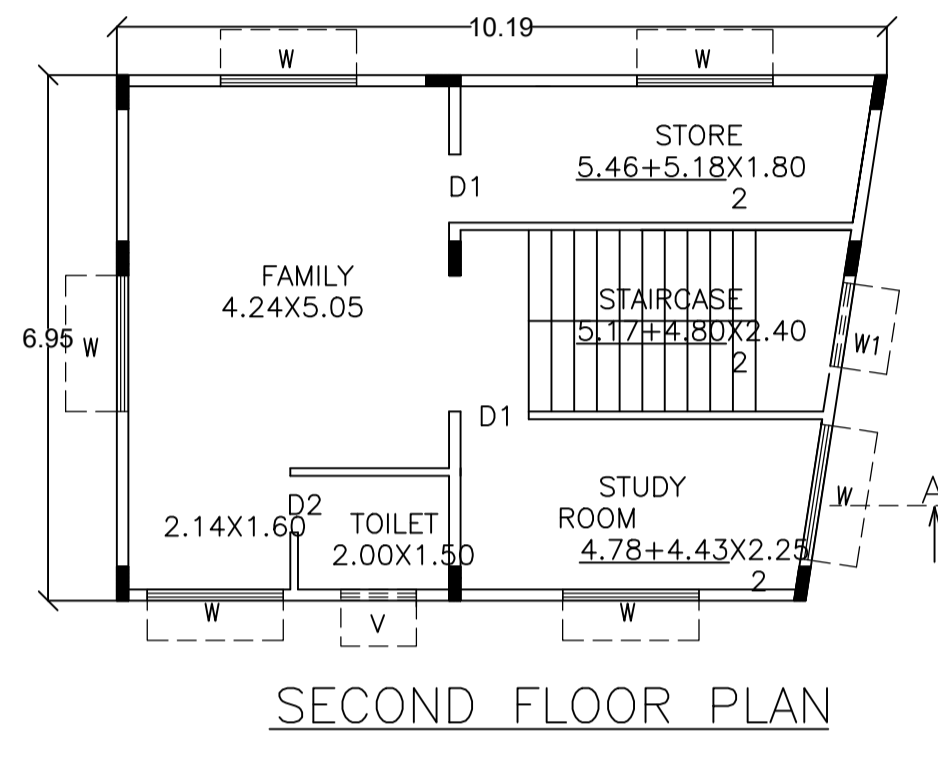 10.19
W
W
STORE
5.46+5.18X1.80
2
D1
FAMILY
4.24X5.05
STAIRCASE
5.17+4.80X2.40
2
6.95
W
W1
D1
STUDY
ROOM
4.78+4.43X2.25
2
W
A
D2
2.14X1.60
TOILET
2.00X1.50
W
V
W
SECOND FLOOR PLAN